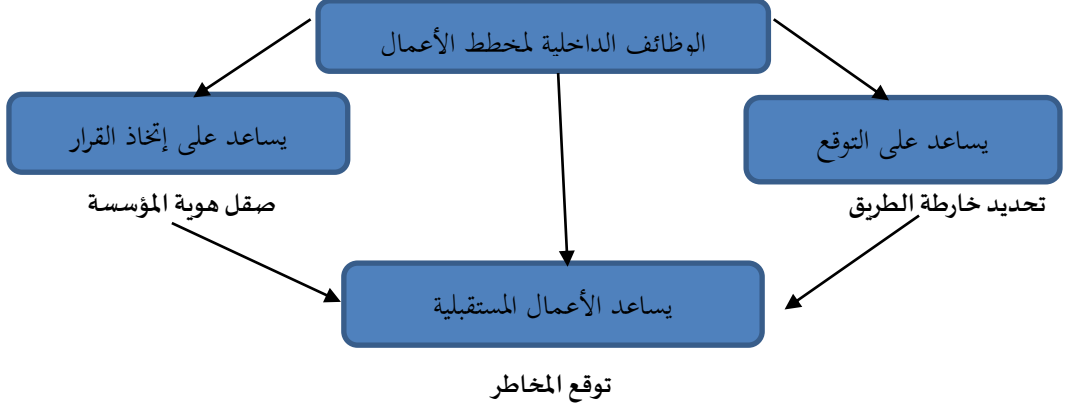 الوظائف الداخلية لمخطط الأعمال
يساعد على التوقع
يساعد على إتخاذ القرار
تحديد خارطة الطريق
صقل هوية المؤسسة
يساعد الأعمال المستقبلية
توقع المخاطر